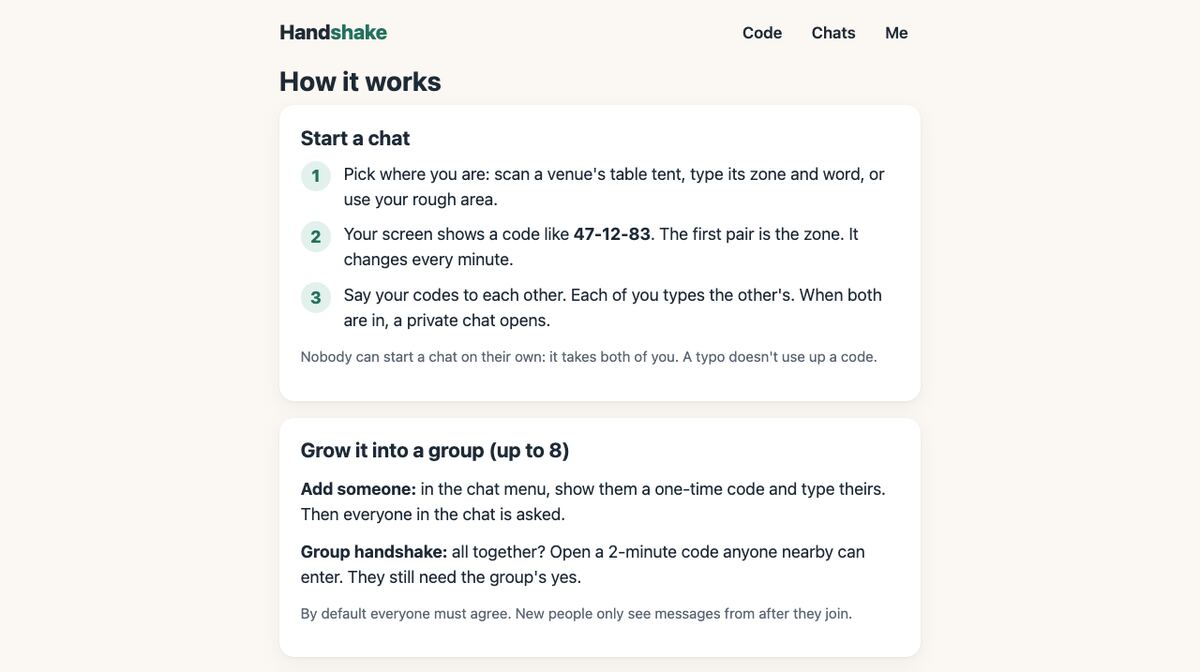 Handshake
Code Chats Me
How it works
Start a chat
1 Pick where you are: scan a venue's table tent, type its zone and word, or
use your rough area.
2 Your screen shows a code like 47-12-83. The first pair is the zone. It
changes every minute.
3 Say your codes to each other. Each of you types the other's. When both
are in, a private chat opens.
Nobody can start a chat on their own: it takes both of you. A typo doesn't use up a code.
Grow it into a group (up to 8)
Add someone: in the chat menu, show them a one-time code and type theirs.
Then everyone in the chat is asked.
Group handshake: all together? Open a 2-minute code anyone nearby can
enter. They still need the group's yes.
By default everyone must agree. New people only see messages from after they join.